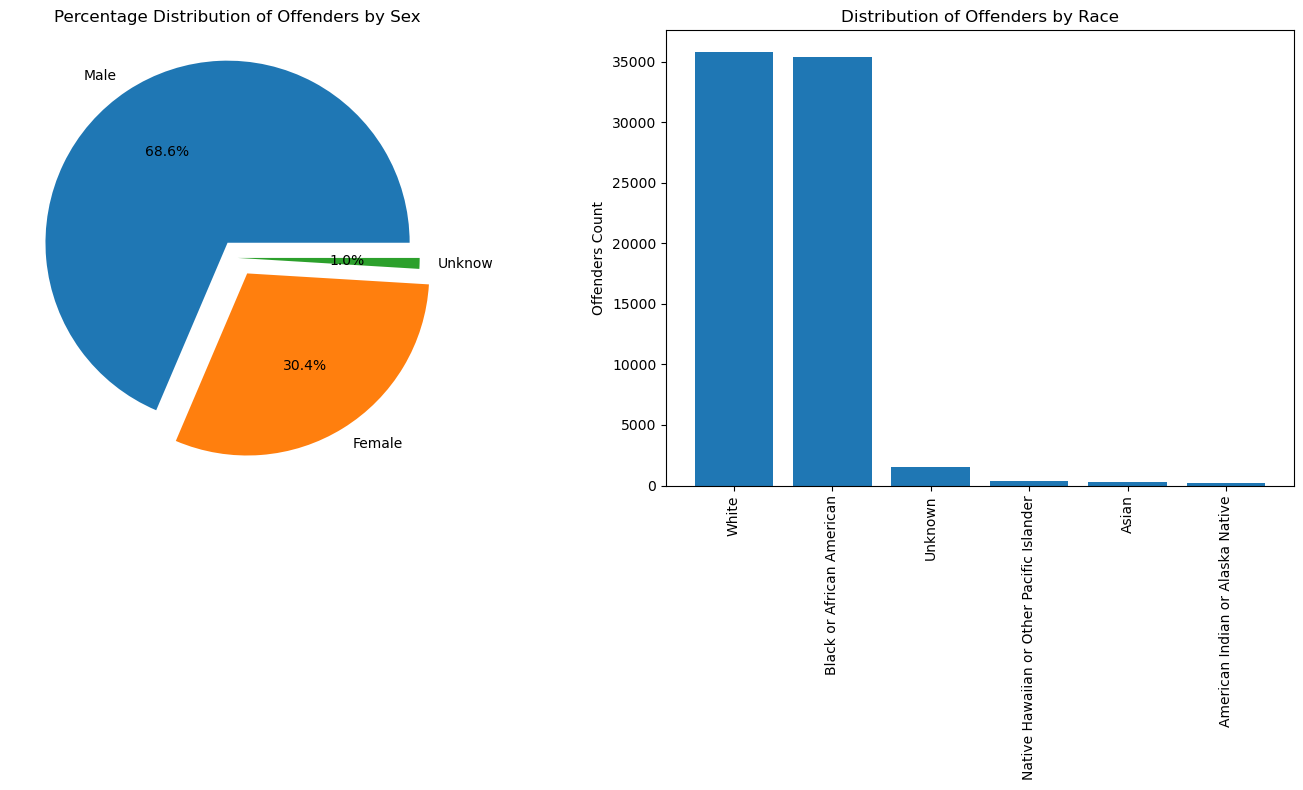 Percentage Distribution of Offenders by Sex
Male
68.6%
1.0%
Unknow
30.4%
Female
Distribution of Offenders by Race
Offenders Count
35000
30000
25000
20000
15000
10000
5000
0
White
Black or African American
Unknown
Native Hawaiian or Other Pacific Islander
Asian
American Indian or Alaska Native